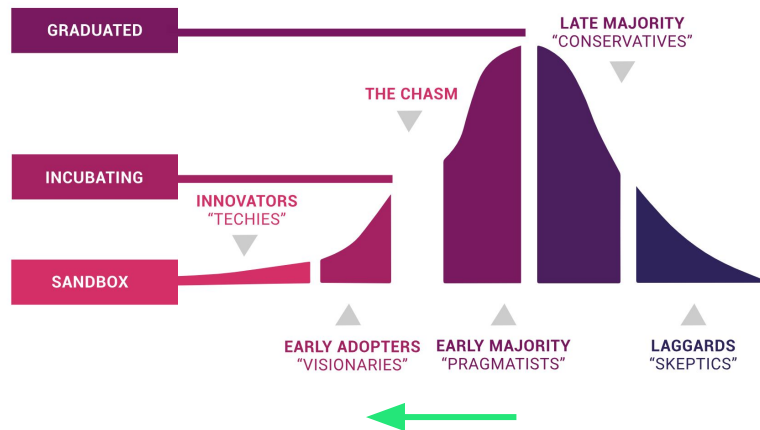 GRADUATED
LATE MAJORITY
“CONSERVATIVES”
THE CHASM
INCUBATING
INNOVATORS
“TECHIES”
SANDBOX
EARLY ADOPTERS
“VISIONARIES”
EARLY MAJORITY
“PRAGMATISTS”
LAGGARDS
“SKEPTICS”